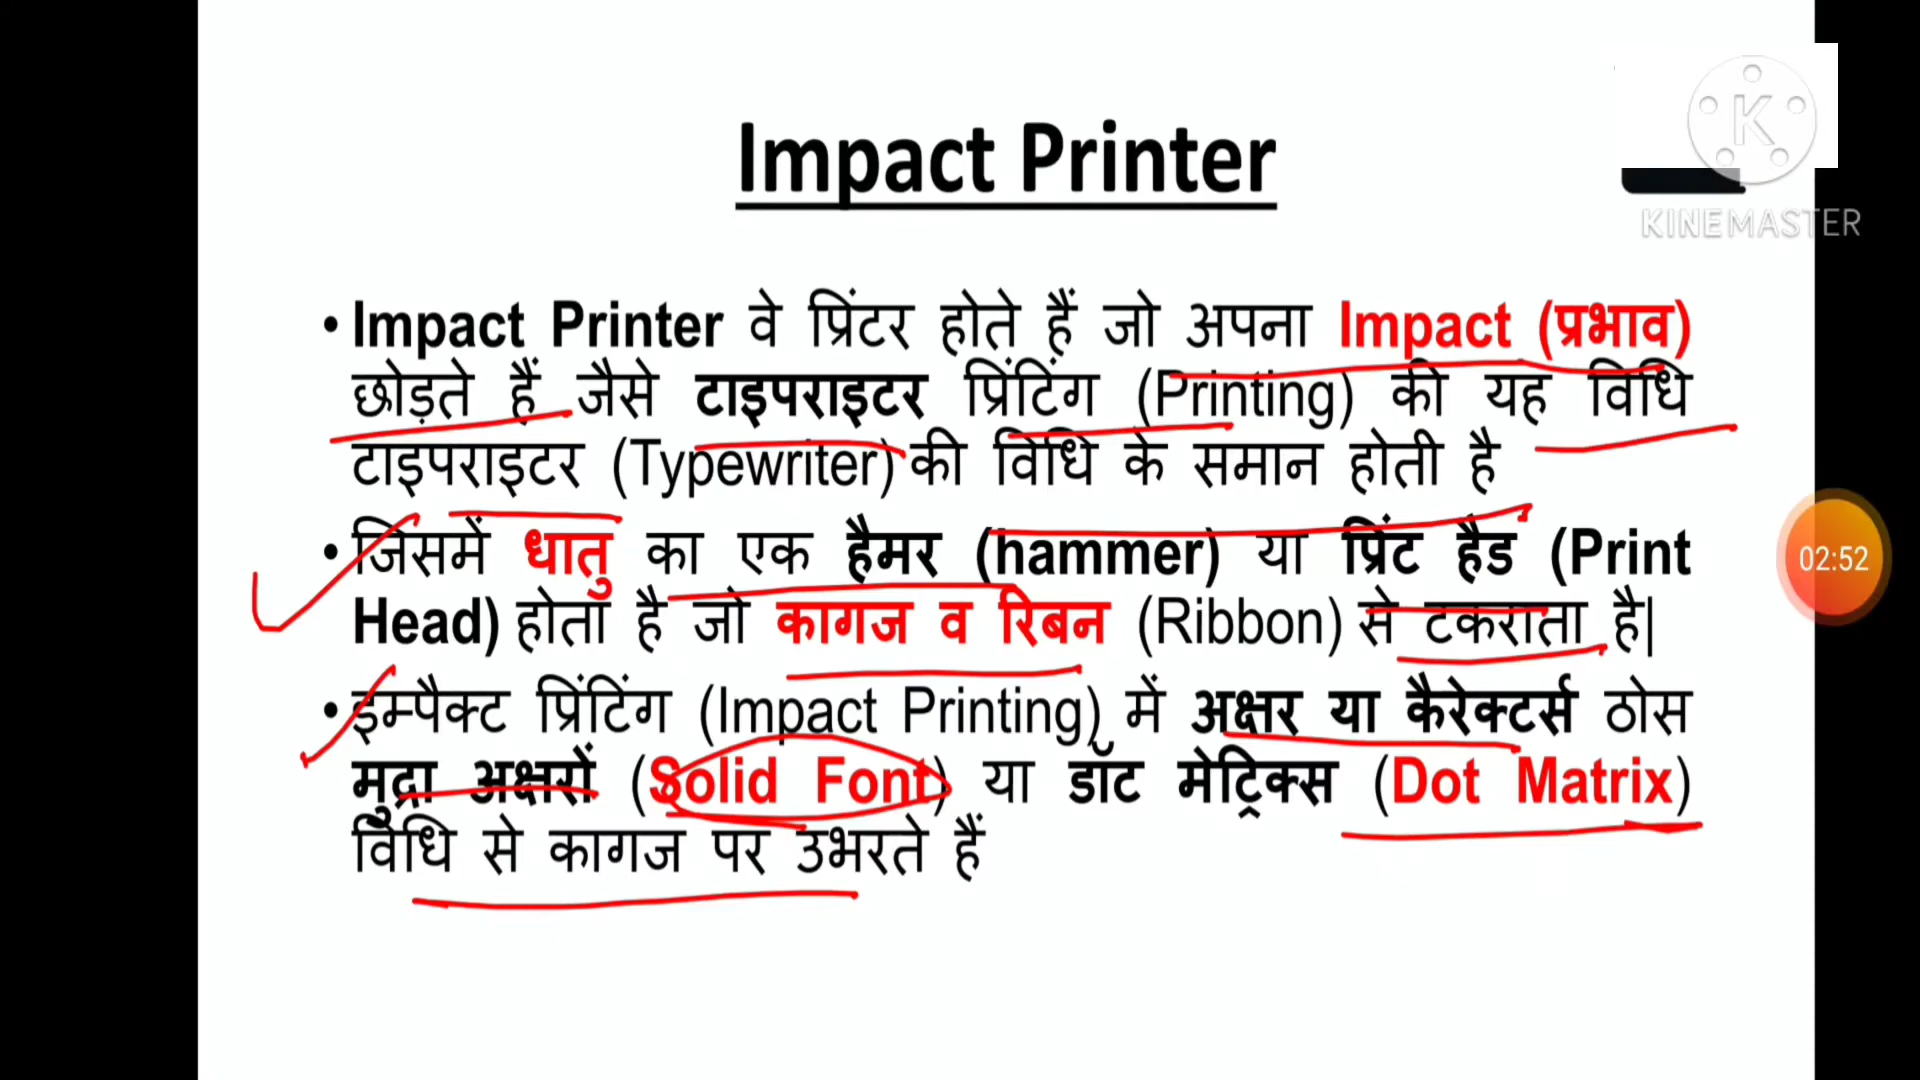 Impact Printer
KINEMASTER
• Impact Printer वे प्रिंटर होते हैं जो अपना Impact (प्रभाव)
छोड़ते हैं जैसे टाइपराइटर प्रिंटिंग (Printing) की यह विधि
टाइपराइटर (Typewriter) की विधि के समान होती है
• जिसमें धातु का एक हैमर (hammer) या प्रिंट हैड (Print
Head) होता है जो कागज व रिबन (Ribbon) से टकराता है|
• इम्पैक्ट प्रिंटिंग (Impact Printing) में अक्षर या कैरेक्टर्स ठोस
मुद्रा अक्षरों (Solid Font) या डॉट मेट्रिक्स (Dot Matrix)
विधि से कागज पर उभरते हैं
02:52